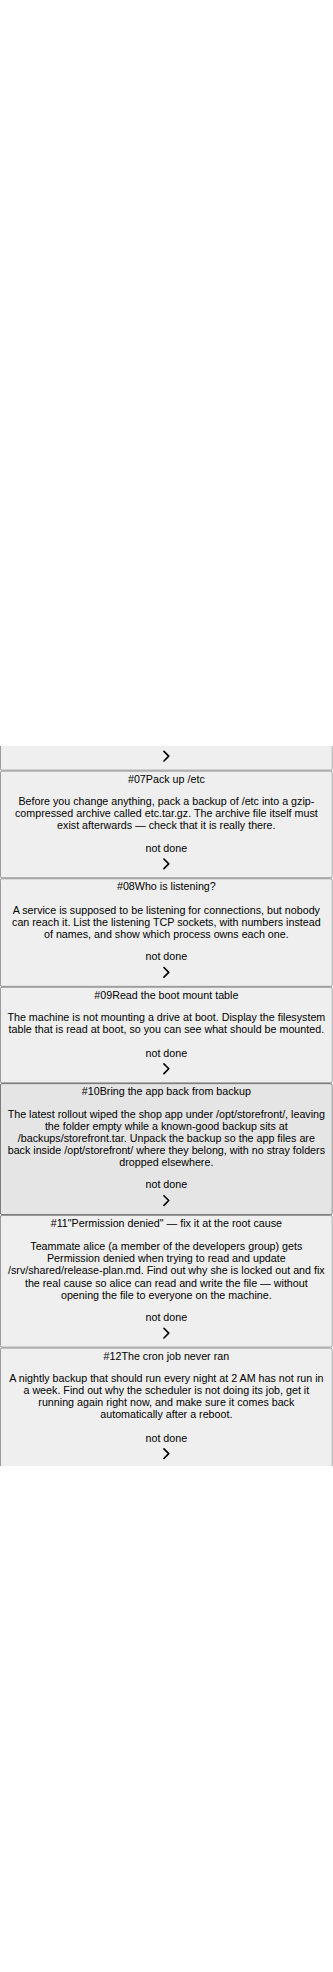 #07Pack up /etc
Before you change anything, pack a backup of /etc into a gzip-
compressed archive called etc.tar.gz. The archive file itself must
exist afterwards — check that it is really there.
not done
#08Who is listening?
A service is supposed to be listening for connections, but nobody
can reach it. List the listening TCP sockets, with numbers instead
of names, and show which process owns each one.
not done
#09Read the boot mount table
The machine is not mounting a drive at boot. Display the filesystem
table that is read at boot, so you can see what should be mounted.
not done
#10Bring the app back from backup
The latest rollout wiped the shop app under /opt/storefront/, leaving
the folder empty while a known-good backup sits at
/backups/storefront.tar. Unpack the backup so the app files are
back inside /opt/storefront/ where they belong, with no stray folders
dropped elsewhere.
not done
#11"Permission denied" — fix it at the root cause
Teammate alice (a member of the developers group) gets
Permission denied when trying to read and update
/srv/shared/release-plan.md. Find out why she is locked out and fix
the real cause so alice can read and write the file — without
opening the file to everyone on the machine.
not done
#12The cron job never ran
A nightly backup that should run every night at 2 AM has not run in
a week. Find out why the scheduler is not doing its job, get it
running again right now, and make sure it comes back
automatically after a reboot.
not done